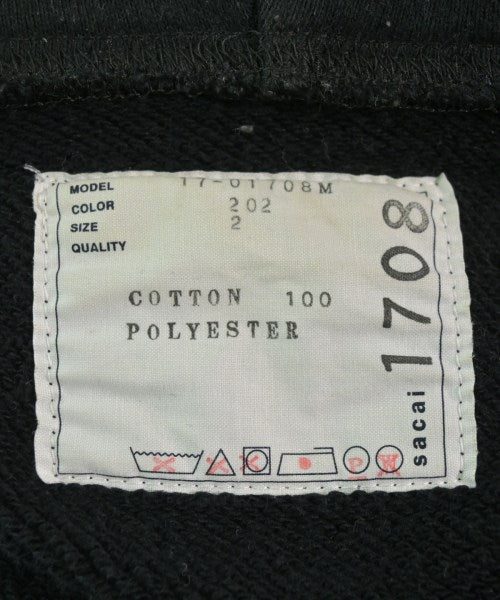 MODEL 17-01708M
COLOR 202
SIZE 2
QUALITY
COTTON 100
POLYESTER
P W
sacai 1708